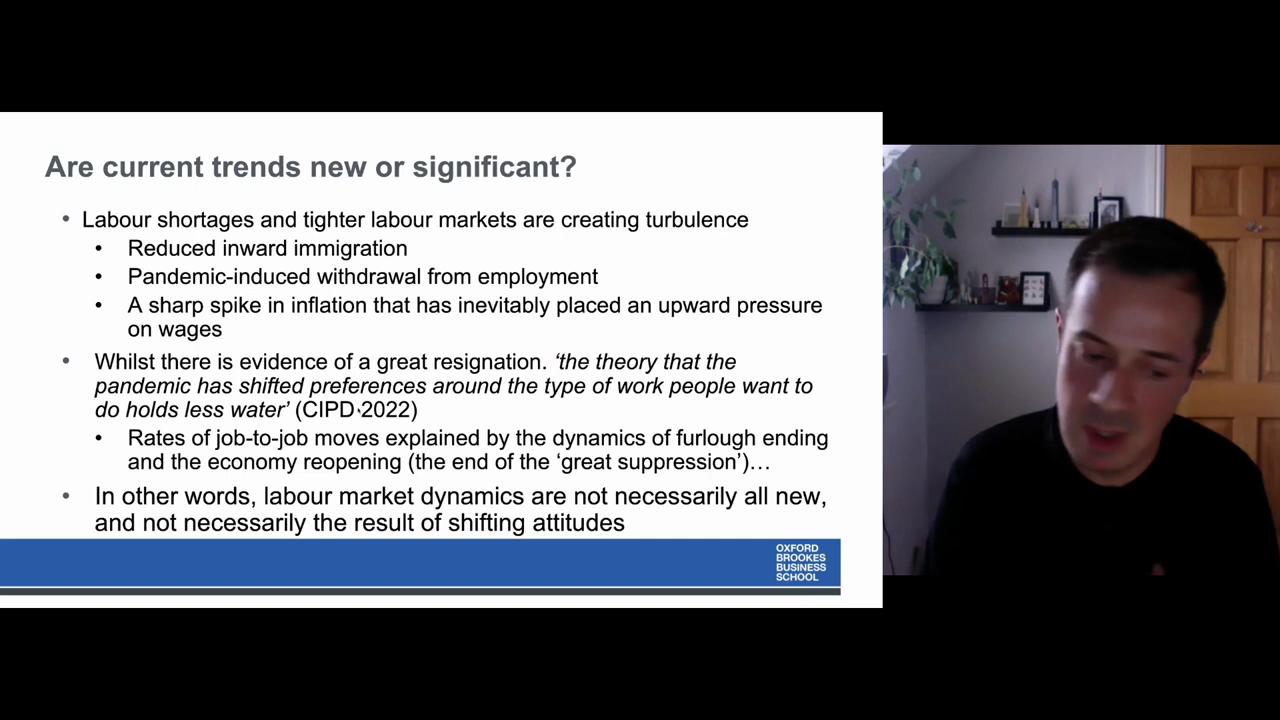 Are current trends new or significant?
• Labour shortages and tighter labour markets are creating turbulence
• Reduced inward immigration
• Pandemic-induced withdrawal from employment
• A sharp spike in inflation that has inevitably placed an upward pressure
on wages
• Whilst there is evidence of a great resignation. ‘the theory that the
pandemic has shifted preferences around the type of work people want to
do holds less water’ (CIPD 2022)
• Rates of job-to-job moves explained by the dynamics of furlough ending
and the economy reopening (the end of the ‘great suppression’)…
• In other words, labour market dynamics are not necessarily all new,
and not necessarily the result of shifting attitudes
OXFORD
BROOKES
BUSINESS
SCHOOL